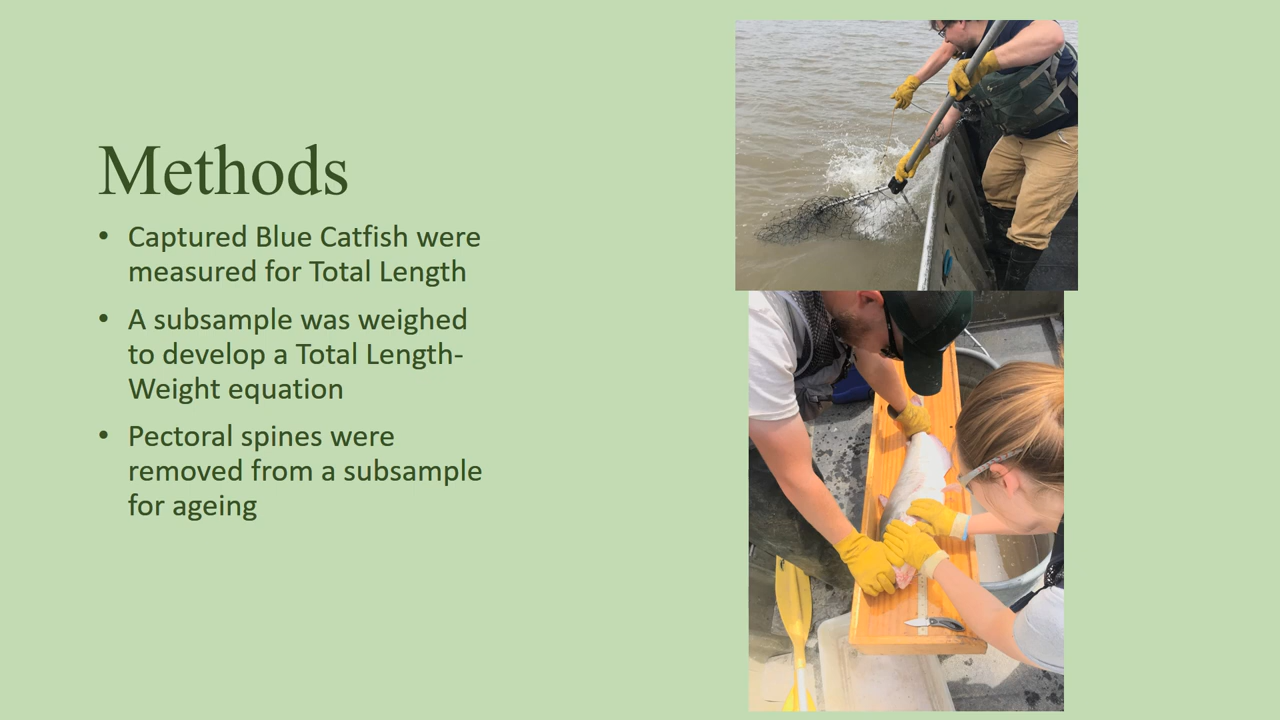 Methods
• Captured Blue Catfish were
measured for Total Length
• A subsample was weighed
to develop a Total Length-
Weight equation
• Pectoral spines were
removed from a subsample
for ageing